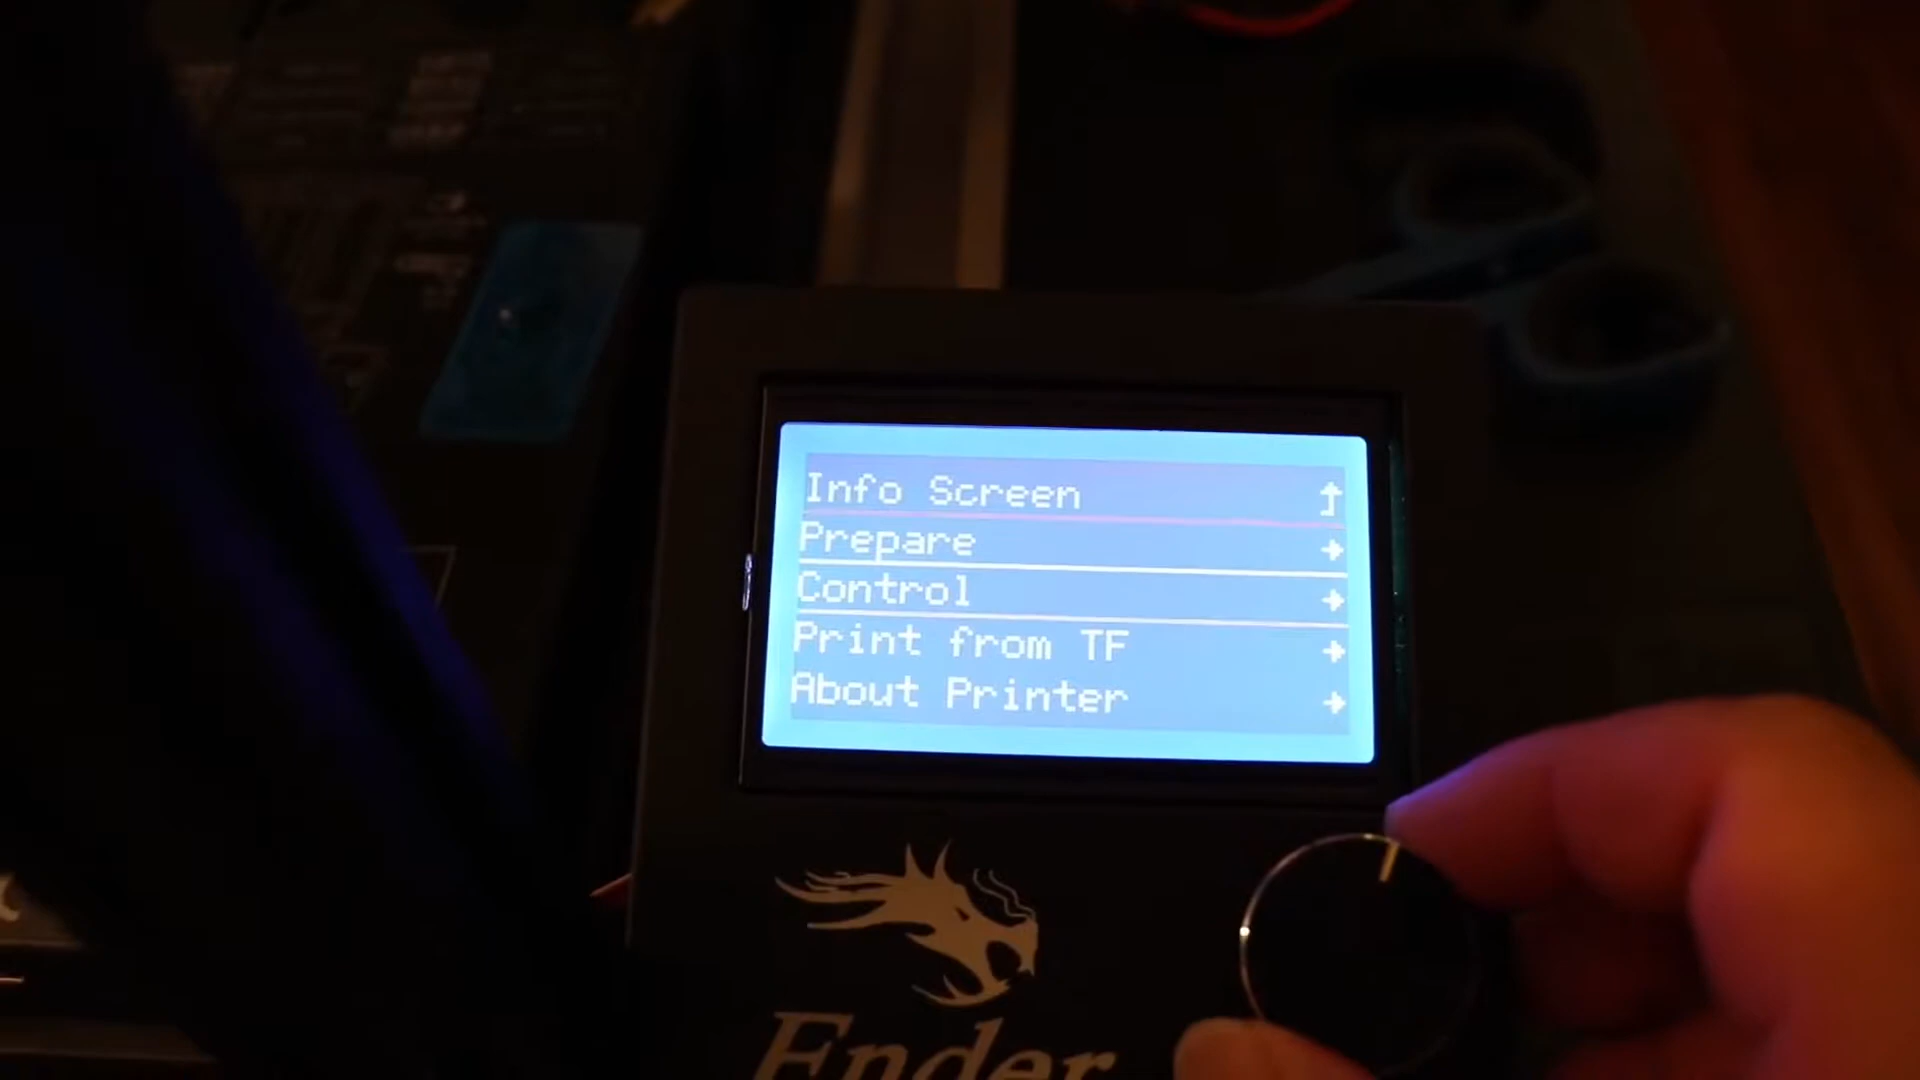 Info Screen
Prepare
Control
Print from TF
About Printer
Ender